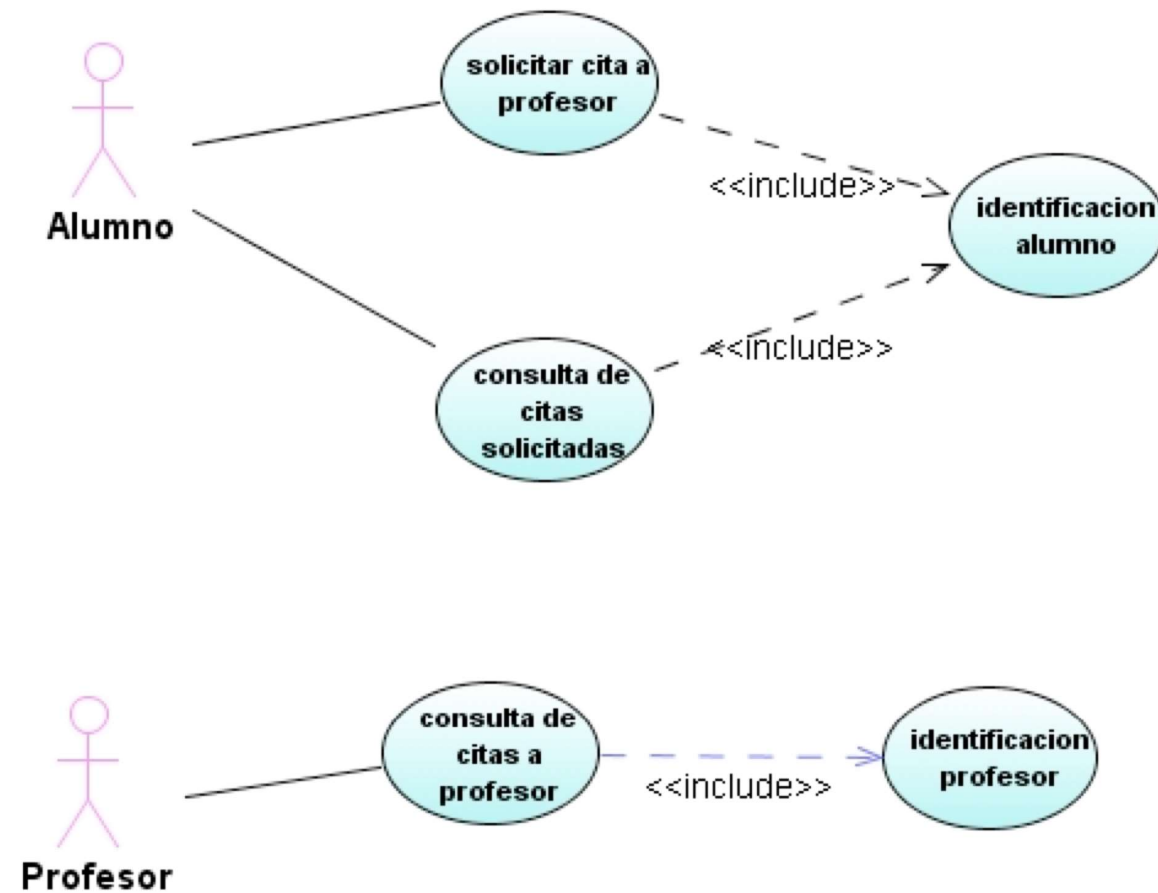 solicitar cita a
profesor
<<include>>
identificacion
alumno
Alumno
<<include>>
consulta de
citas
solicitadas
consulta de
citas a
profesor
<<include>>
identificacion
profesor
Profesor